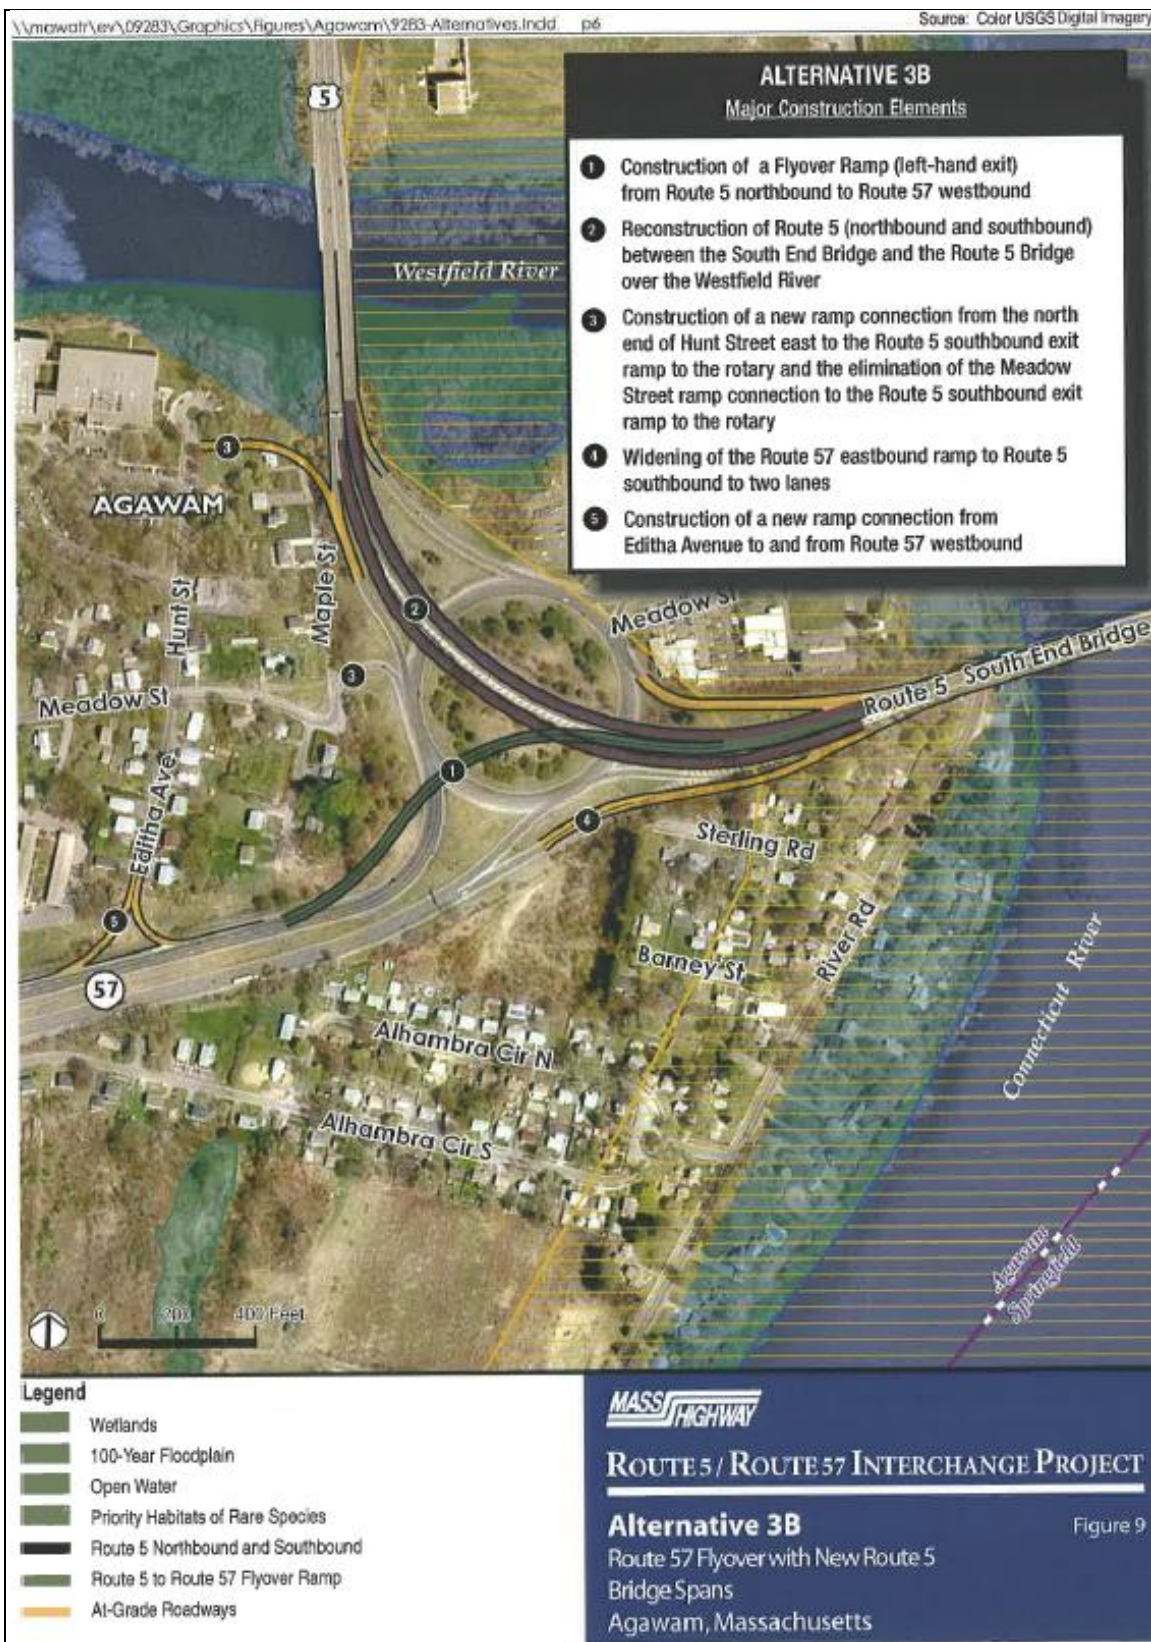 \\mawatr\ev\09283\Graphics\Figures\Agawam\9283-Alternatives.indd p6
Source: Color USGS Digital Imagery
ALTERNATIVE 3B
Major Construction Elements
1 Construction of a Flyover Ramp (left-hand exit)
from Route 5 northbound to Route 57 westbound
2 Reconstruction of Route 5 (northbound and southbound)
between the South End Bridge and the Route 5 Bridge
over the Westfield River
3 Construction of a new ramp connection from the north
end of Hunt Street east to the Route 5 southbound exit
ramp to the rotary and the elimination of the Meadow
Street ramp connection to the Route 5 southbound exit
ramp to the rotary
4 Widening of the Route 57 eastbound ramp to Route 5
southbound to two lanes
5 Construction of a new ramp connection from
Editha Avenue to and from Route 57 westbound
5
Westfield River
3
AGAWAM
Maple St
Hunt St
2
Meadow St
3
Meadow St
Route 5 South End Bridge
1
Editha Ave
4
Sterling Rd
5
57
Barney St
River Rd
Connecticut River
Alhambra Cir N
Alhambra Cir S
Agawam
Springfield
0 200 400 Feet
Legend
Wetlands
100-Year Floodplain
Open Water
Priority Habitats of Rare Species
Route 5 Northbound and Southbound
Route 5 to Route 57 Flyover Ramp
At-Grade Roadways
MASS HIGHWAY
ROUTE 5 / ROUTE 57 INTERCHANGE PROJECT
Alternative 3B
Figure 9
Route 57 Flyover with New Route 5
Bridge Spans
Agawam, Massachusetts